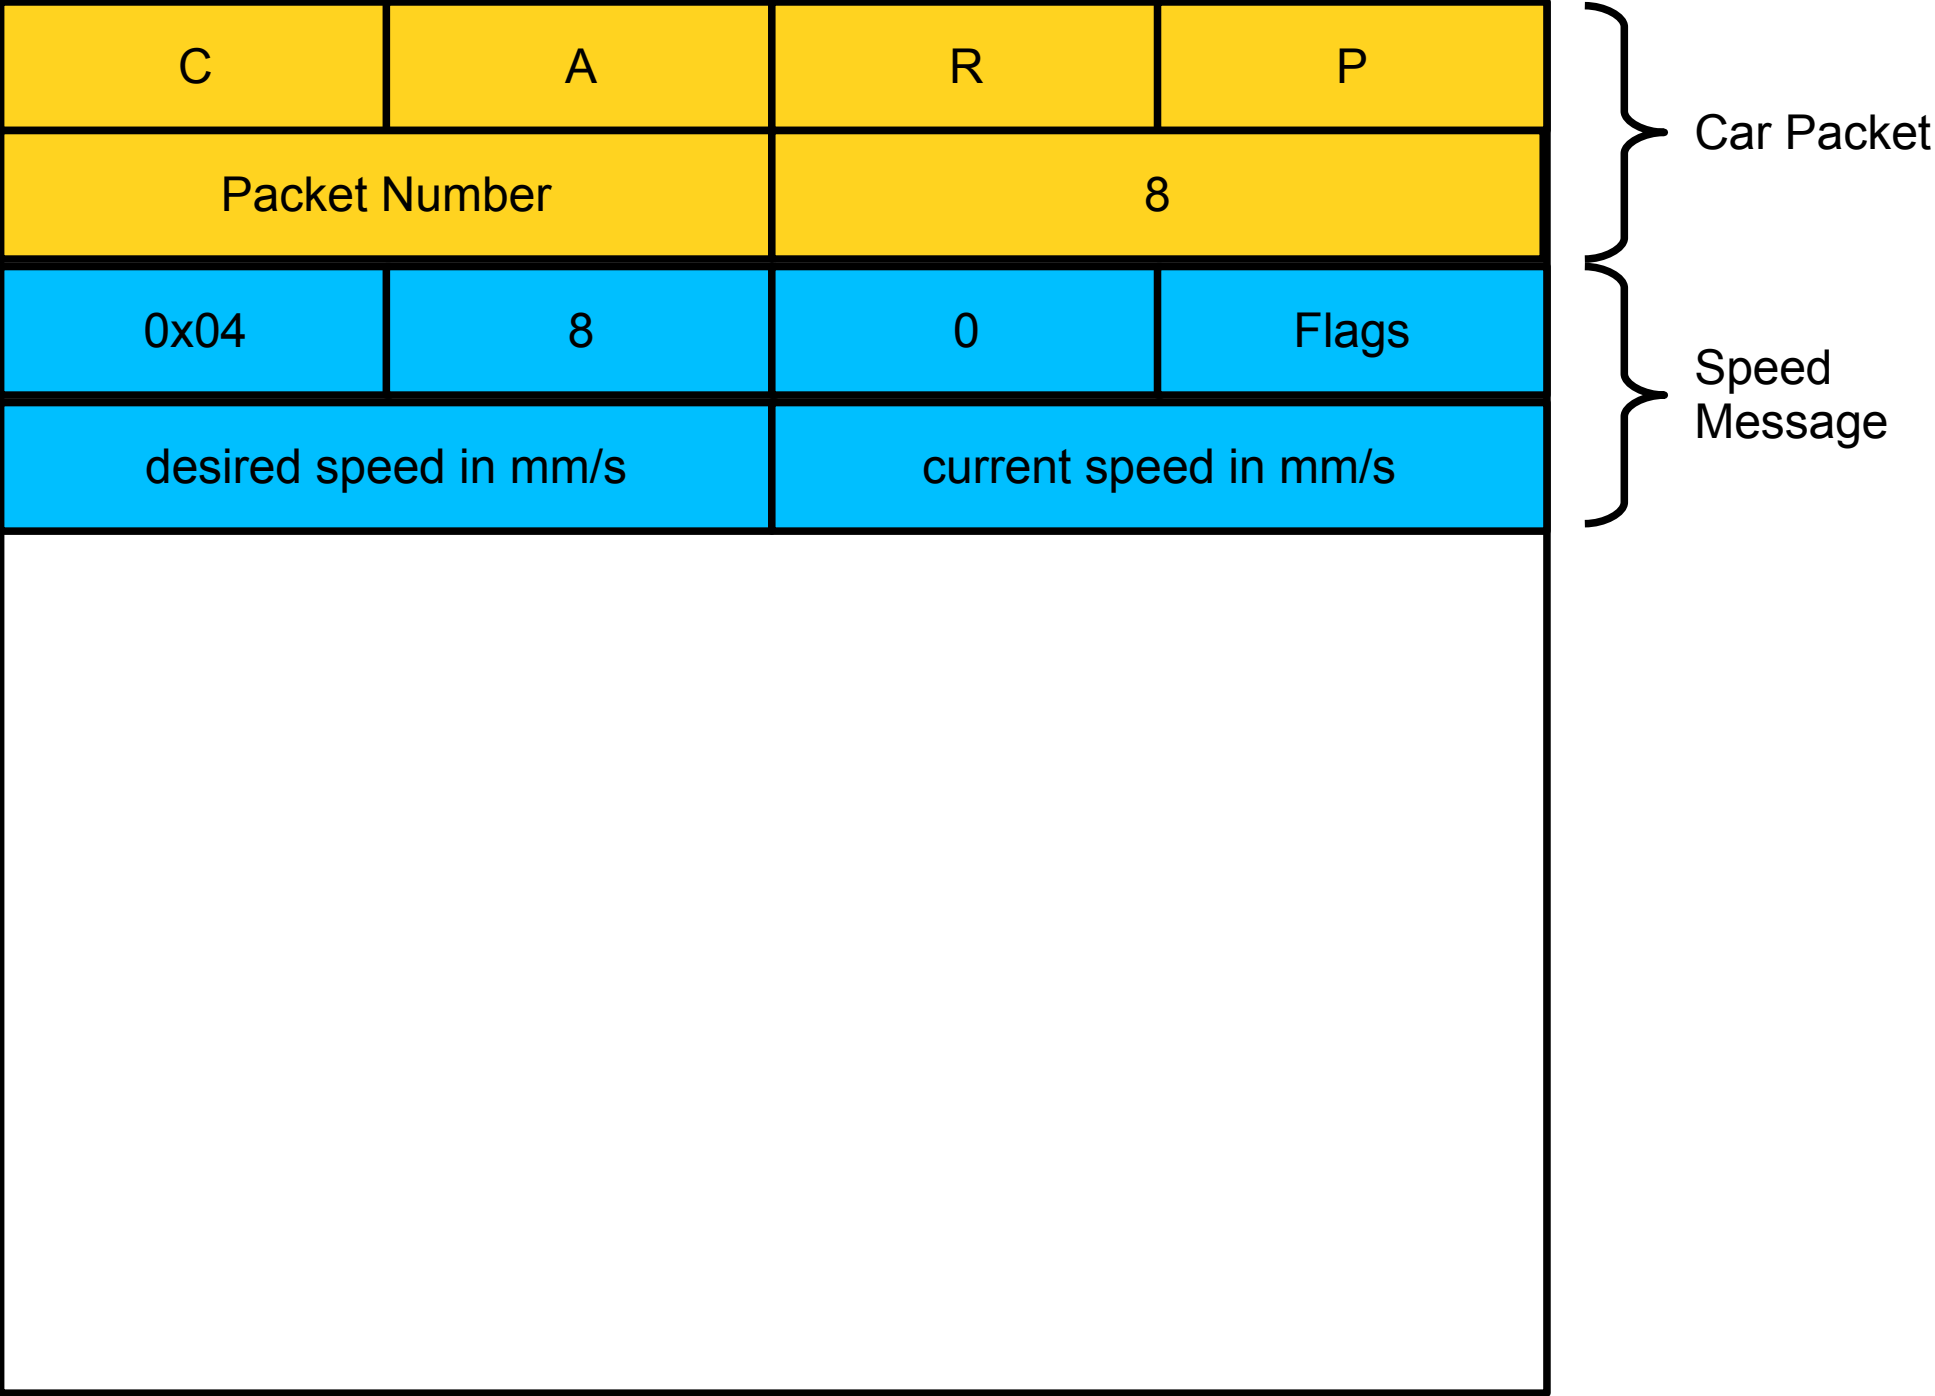 C A R P
Car Packet
Packet Number 8
0x04 8 0 Flags
Speed
Message
desired speed in mm/s current speed in mm/s